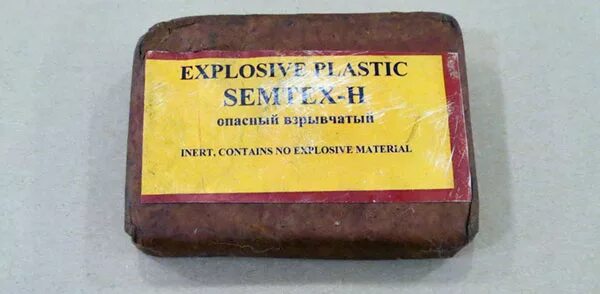 EXPLOSIVE PLASTIC
SEMTEX-H
опасный взрывчатый
INERT, CONTAINS NO EXPLOSIVE MATERIAL